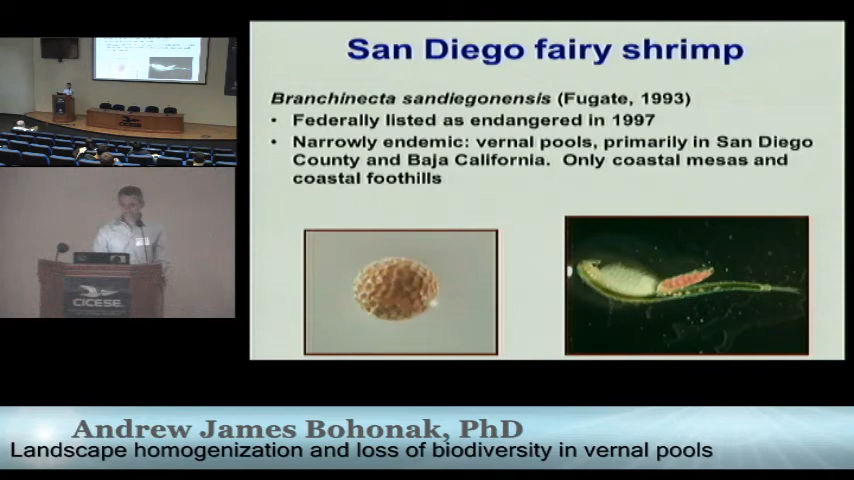 San Diego fairy shrimp
Branchinecta sandiegonensis (Fugate, 1993)
• Federally listed as endangered in 1997
• Narrowly endemic: vernal pools, primarily in San Diego
County and Baja California. Only coastal mesas and
coastal foothills
CICESE
Andrew James Bohonak, PhD
Landscape homogenization and loss of biodiversity in vernal pools